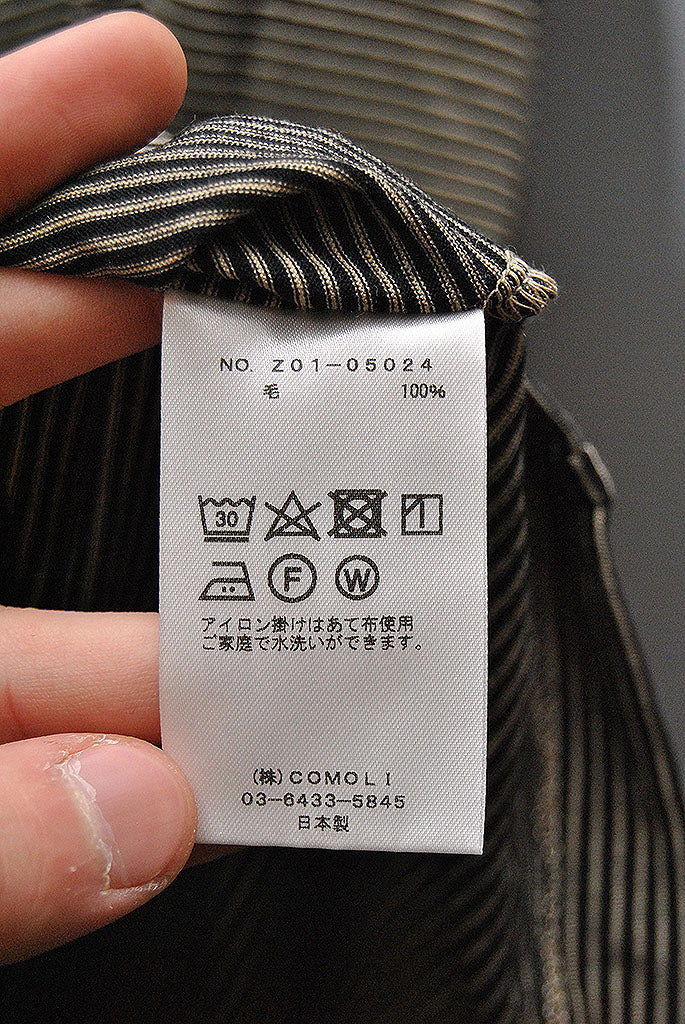 NO. Z01-05024
毛 100%
30
F W
アイロン掛けはあて布使用
ご家庭で水洗いができます。
(株)COMOLI
03-6433-5845
日本製